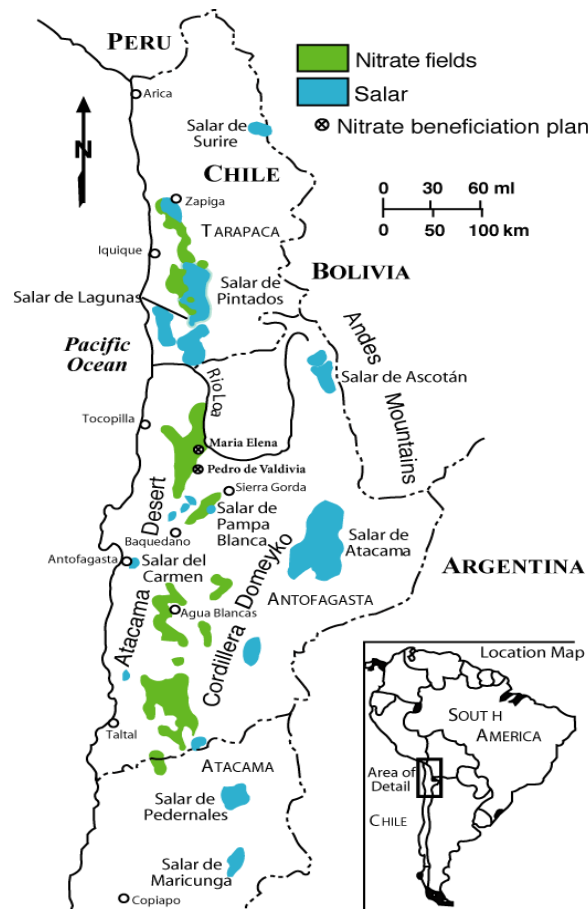 PERU
Nitrate fields
Salar
Nitrate beneficiation plan
Arica
Salar de
Surire
N
CHILE
0 30 60 ml
0 50 100 km
Zapiga
TARAPACA
Iquique
BOLIVIA
Salar de
Pintados
Salar de Lagunas
Andes
Mountains
Pacific
Ocean
Rio Loa
Salar de Ascotán
Tocopilla
Maria Elena
Pedro de Valdivia
Sierra Gorda
Desert
Atacama
Salar de
Pampa
Blanca
Baquedano
Salar de
Atacama
Antofagasta
Salar del
Carmen
ARGENTINA
Cordillera Domeyko
ANTOFAGASTA
Agua Blancas
Taltal
ATACAMA
Salar de
Pedernales
Salar de
Maricunga
Copiapo
Location Map
SOUTH
AMERICA
Area of
Detail
CHILE